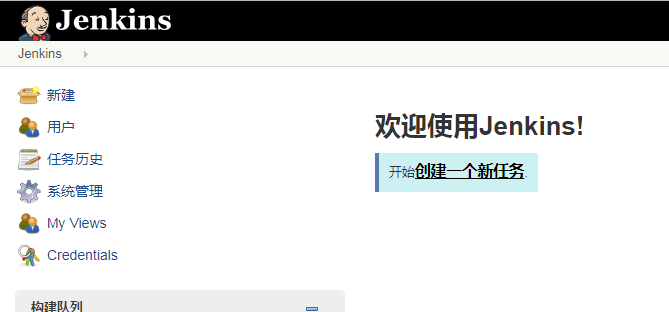 Jenkins
Jenkins
新建
用户
任务历史
系统管理
My Views
Credentials
构建队列
欢迎使用Jenkins!
开始创建一个新任务.